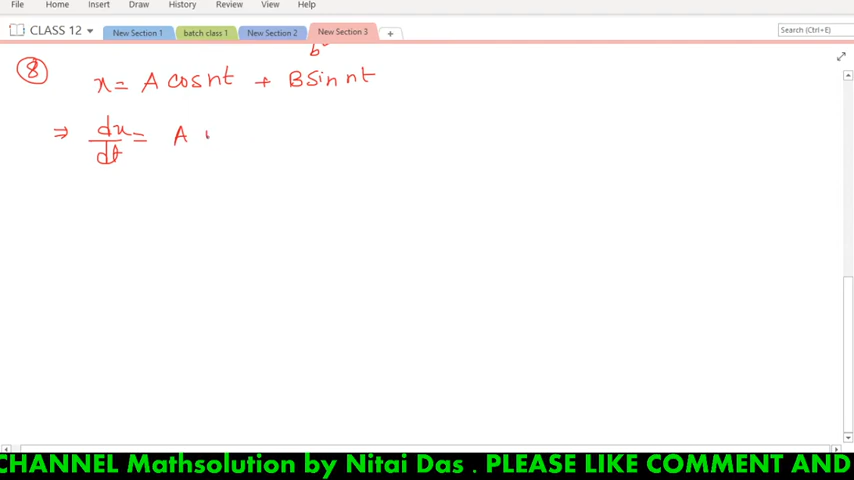 File Home Insert Draw History Review View Help
CLASS 12 New Section 1 batch class 1 New Section 2 New Section 3 + Search (Ctrl+E)
⑧ x = A cos nt + B sin nt
⇒ dx/dt = A
CHANNEL Mathsolution by Nitai Das . PLEASE LIKE COMMENT AND